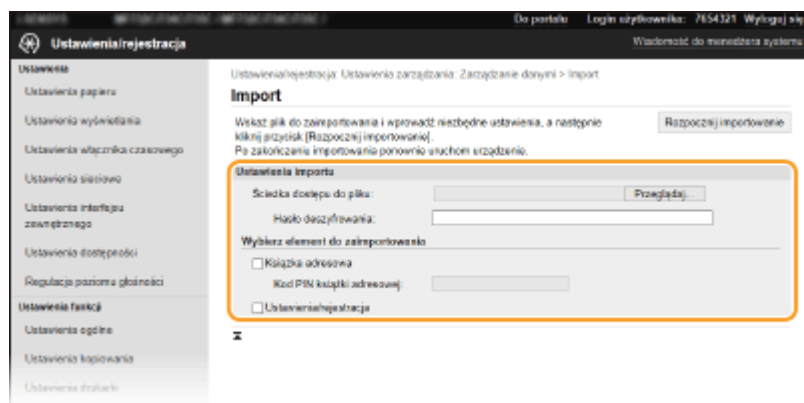 Do portalu Login użytkownika: 7654321 Wyloguj się
Ustawienia/rejestracja
Wiadomość do menedżera systemu
Ustawienia
Ustawienia papieru
Ustawienia wyświetlania
Ustawienia włącznika czasowego
Ustawienia sieciowe
Ustawienia interfejsu
zewnętrznego
Ustawienia dostępności
Regulacja poziomu głośności
Ustawienia funkcji
Ustawienia ogólne
Ustawienia kopiowania
Ustawienia drukarki
Ustawienia/rejestracja: Ustawienia zarządzania: Zarządzanie danymi > Import
Import
Wskaż plik do zaimportowania i wprowadź niezbędne ustawienia, a następnie
kliknij przycisk [Rozpocznij importowanie].
Po zakończeniu importowania ponownie uruchom urządzenie.
Rozpocznij importowanie
Ustawienia importu
Ścieżka dostępu do pliku:
Przeglądaj...
Hasło deszyfrowania:
Wybierz element do zaimportowania
Książka adresowa
Kod PIN książki adresowej:
Ustawienia/rejestracja